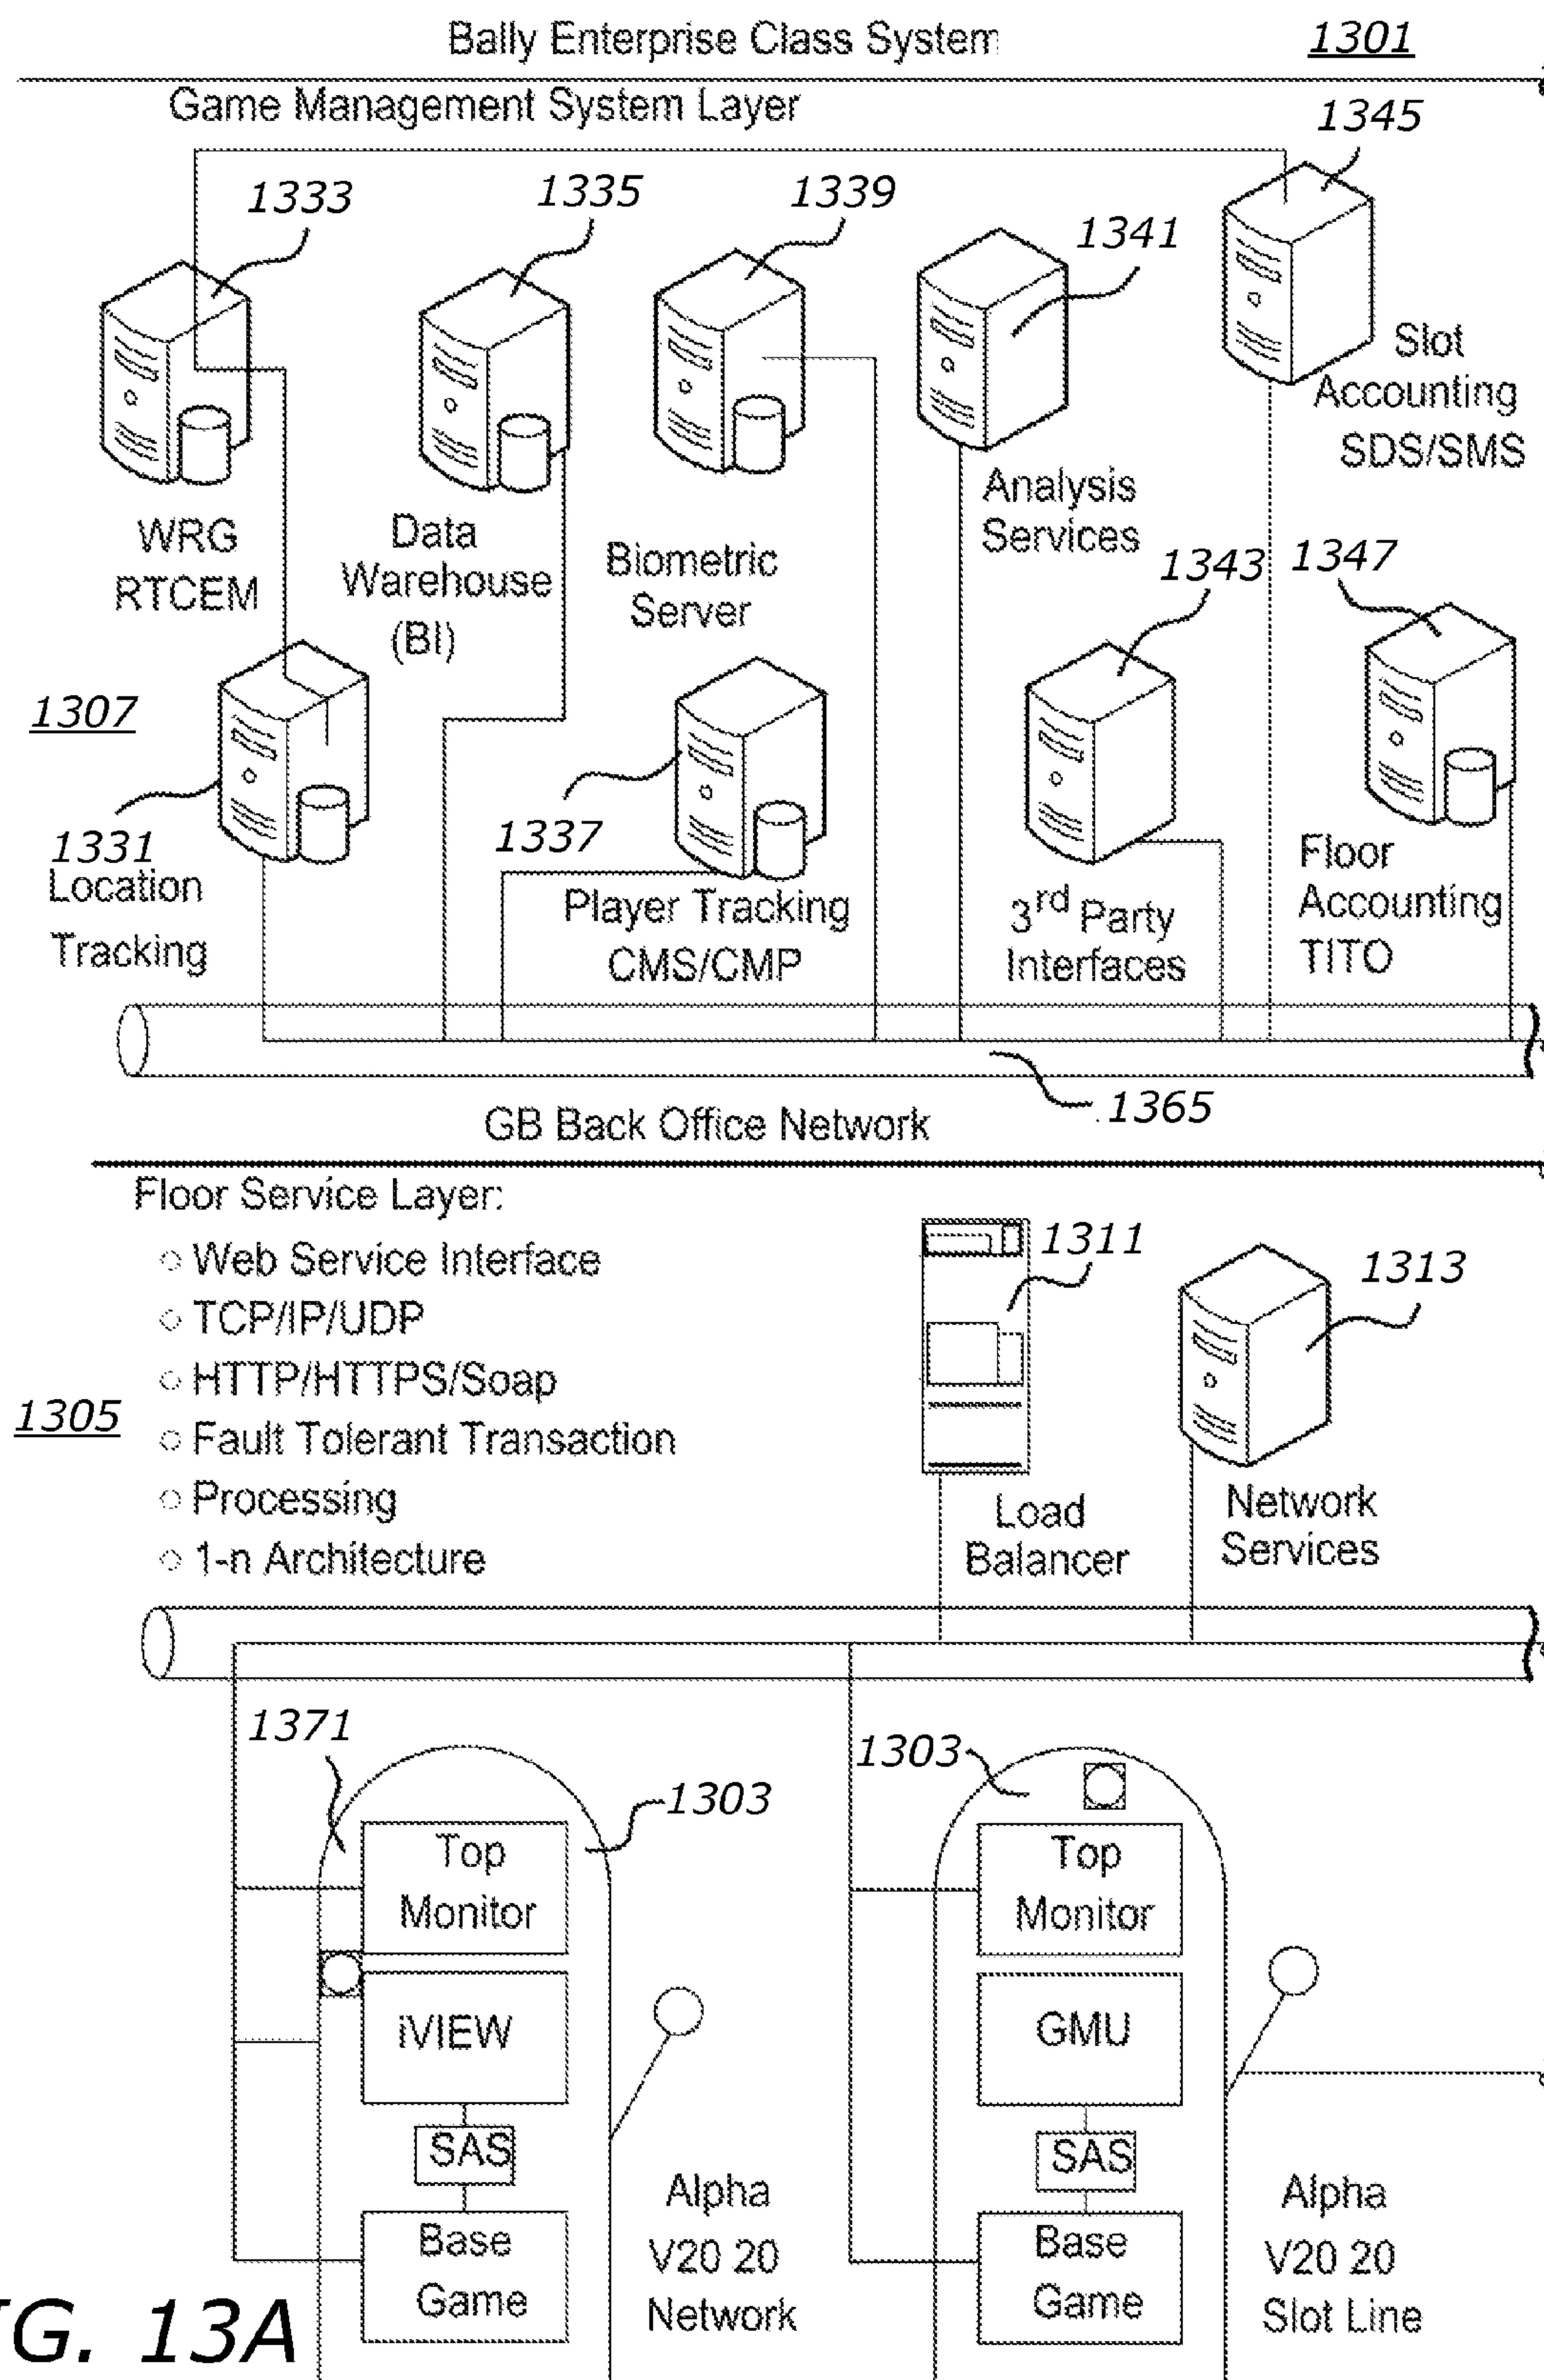 Bally Enterprise Class System
1301
Game Management System Layer
1345
1333
1335
1339
1341
Slot
Accounting
SDS/SMS
Analysis
Services
WRG
RTCEM
Data
Warehouse
(BI)
Biometric
Server
1343
1347
1307
1331
Location
Tracking
1337
Player Tracking
CMS/CMP
3rd Party
Interfaces
Floor
Accounting
TITO
1365
GB Back Office Network
Floor Service Layer:
○ Web Service Interface
○ TCP/IP/UDP
○ HTTP/HTTPS/Soap
○ Fault Tolerant Transaction
○ Processing
○ 1-n Architecture
1305
1311
1313
Load
Balancer
Network
Services
1371
1303
1303
Top
Monitor
iVIEW
SAS
Base
Game
Alpha
V20 20
Network
Top
Monitor
GMU
SAS
Base
Game
Alpha
V20 20
Slot Line
G. 13A